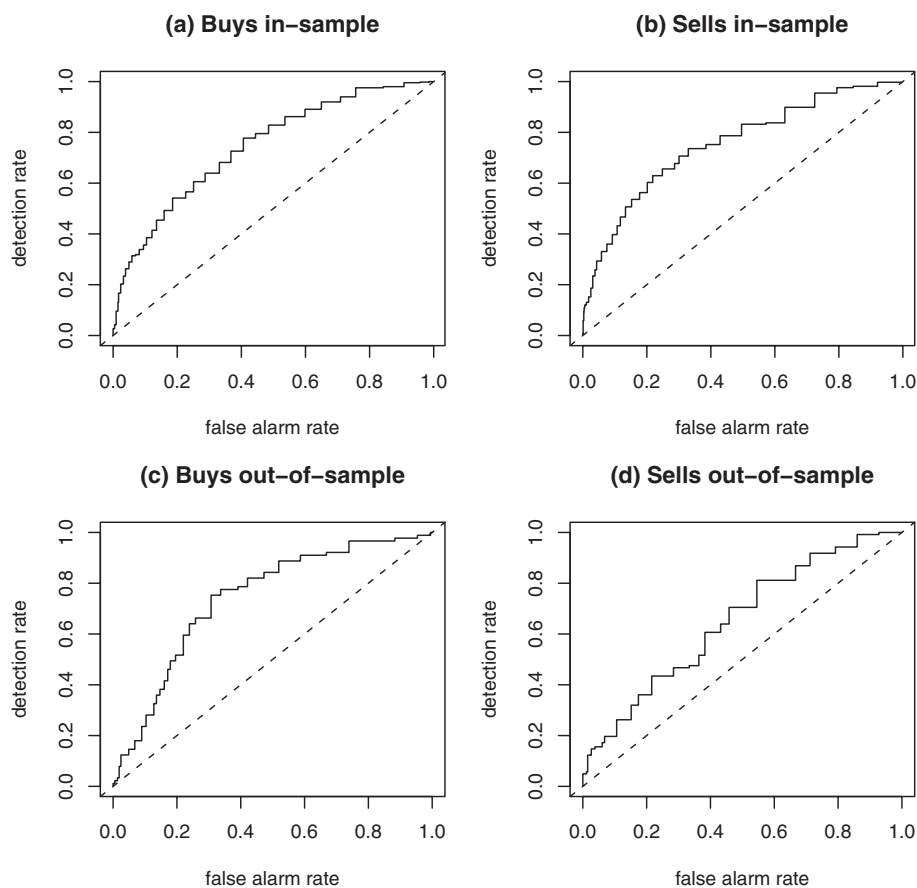 (a) Buys in−sample
detection rate
1.0
0.8
0.6
0.4
0.2
0.0
0.0 0.2 0.4 0.6 0.8 1.0
false alarm rate
(b) Sells in−sample
detection rate
1.0
0.8
0.6
0.4
0.2
0.0
0.0 0.2 0.4 0.6 0.8 1.0
false alarm rate
(c) Buys out−of−sample
detection rate
1.0
0.8
0.6
0.4
0.2
0.0
0.0 0.2 0.4 0.6 0.8 1.0
false alarm rate
(d) Sells out−of−sample
detection rate
1.0
0.8
0.6
0.4
0.2
0.0
0.0 0.2 0.4 0.6 0.8 1.0
false alarm rate